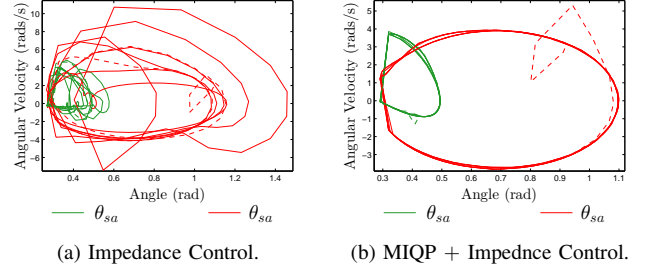 10
8
6
4
2
0
−2
−4
−6
Angular Velocity (rads/s)
0.4 0.6 0.8 1 1.2 1.4
Angle (rad)
θsa θsa
(a) Impedance Control.
5
4
3
2
1
0
−1
−2
−3
Angular Velocity (rads/s)
0.3 0.4 0.5 0.6 0.7 0.8 0.9 1 1.1
Angle (rad)
θsa θsa
(b) MIQP + Impednce Control.